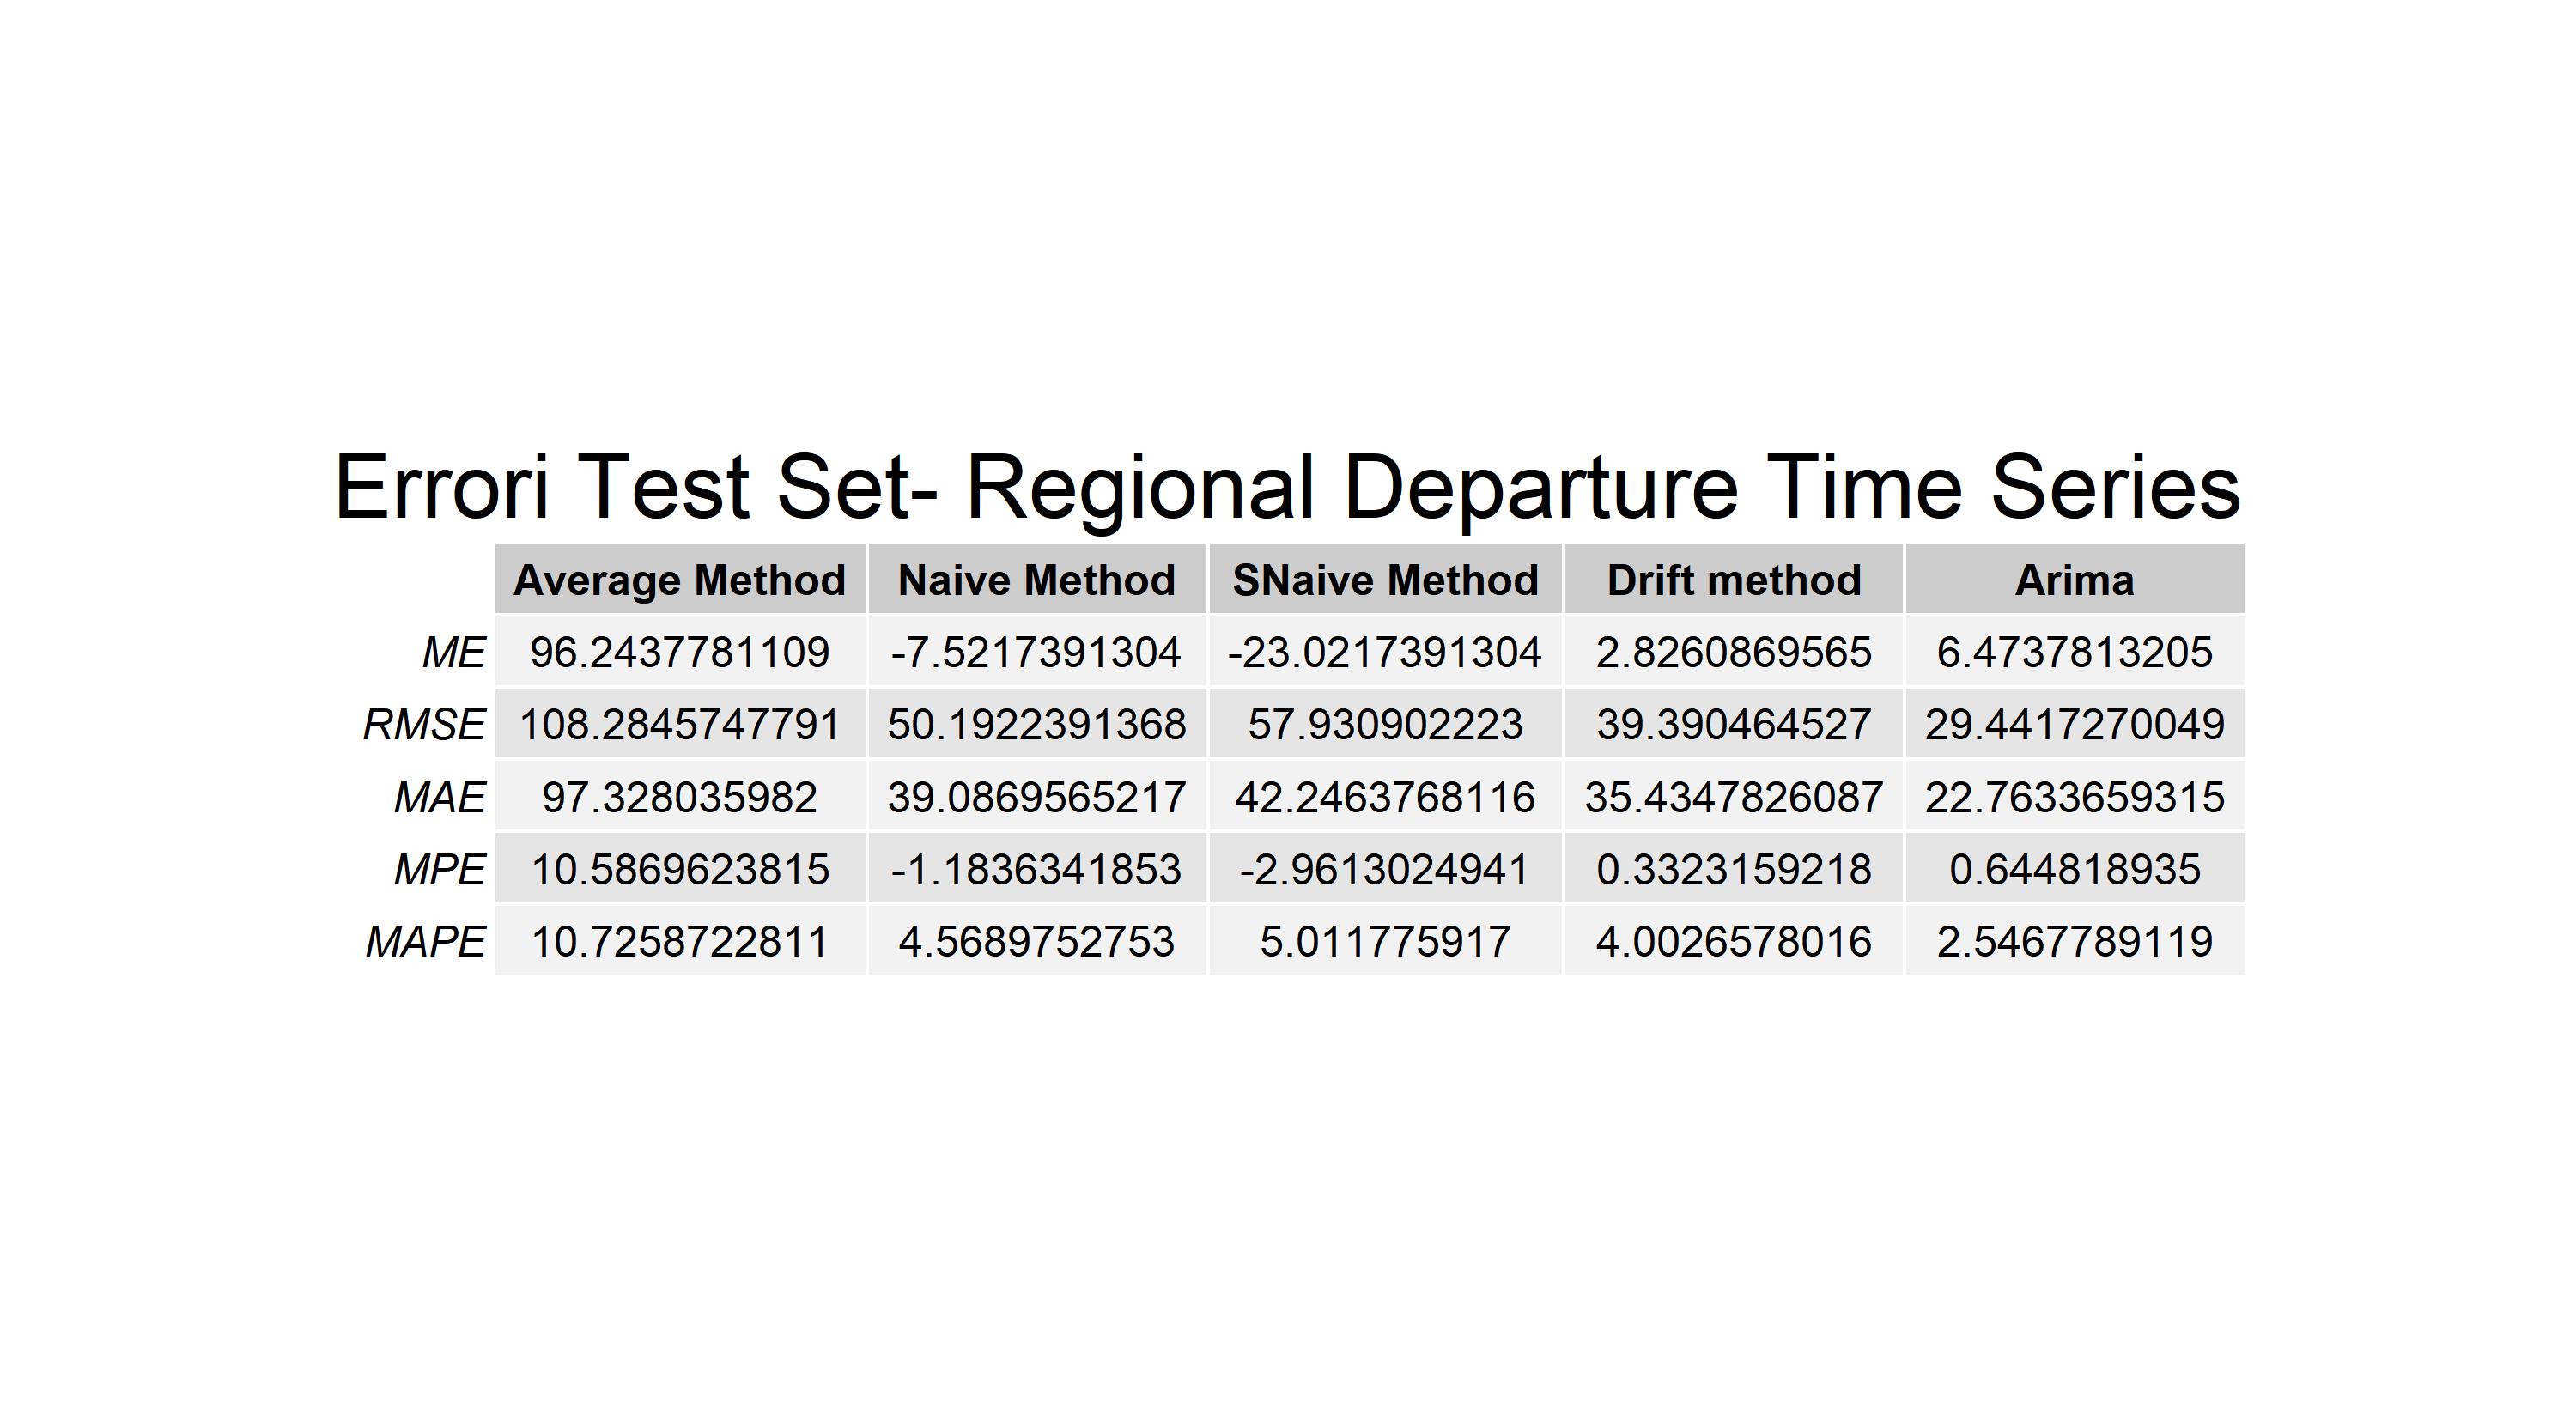 Errori Test Set- Regional Departure Time Series
Average Method Naive Method SNaive Method Drift method Arima
ME 96.2437781109 -7.5217391304 -23.0217391304 2.8260869565 6.4737813205
RMSE 108.2845747791 50.1922391368 57.930902223 39.390464527 29.4417270049
MAE 97.328035982 39.0869565217 42.2463768116 35.4347826087 22.7633659315
MPE 10.5869623815 -1.1836341853 -2.9613024941 0.3323159218 0.644818935
MAPE 10.7258722811 4.5689752753 5.011775917 4.0026578016 2.5467789119